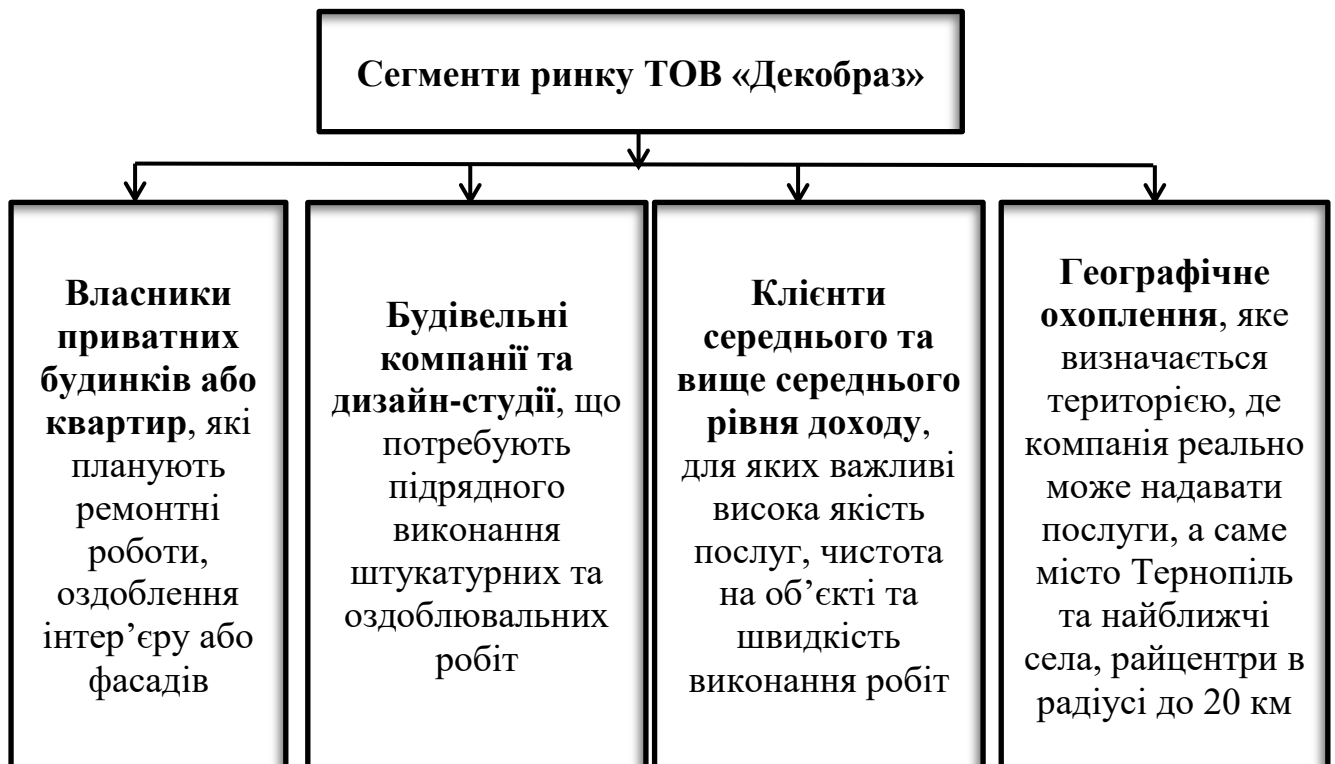 Сегменти ринку ТОВ «Декобраз»
Власники
приватних
будинків або
квартир, які
планують
ремонтні
роботи,
оздоблення
інтер’єру або
фасадів
Будівельні
компанії та
дизайн-студії, що
потребують
підрядного
виконання
штукатурних та
оздоблювальних
робіт
Клієнти
середнього та
вище середнього
рівня доходу,
для яких важливі
висока якість
послуг, чистота
на об’єкті та
швидкість
виконання робіт
Географічне
охоплення, яке
визначається
територією, де
компанія реально
може надавати
послуги, а саме
місто Тернопіль
та найближчі
села, райцентри в
радіусі до 20 км